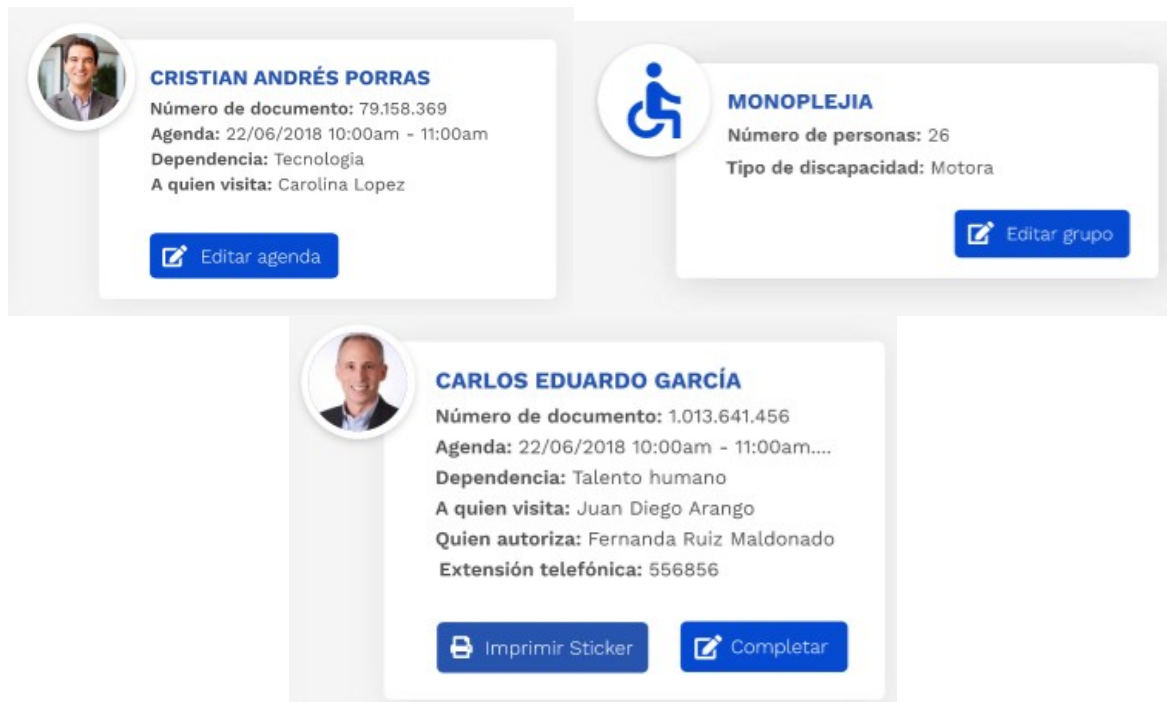 CRISTIAN ANDRÉS PORRAS
Número de documento: 79.158.369
Agenda: 22/06/2018 10:00am - 11:00am
Dependencia: Tecnologia
A quien visita: Carolina Lopez
Editar agenda
MONOPLEJIA
Número de personas: 26
Tipo de discapacidad: Motora
Editar grupo
CARLOS EDUARDO GARCÍA
Número de documento: 1.013.641.456
Agenda: 22/06/2018 10:00am - 11:00am....
Dependencia: Talento humano
A quien visita: Juan Diego Arango
Quien autoriza: Fernanda Ruiz Maldonado
Extensión telefónica: 556856
Imprimir Sticker
Completar